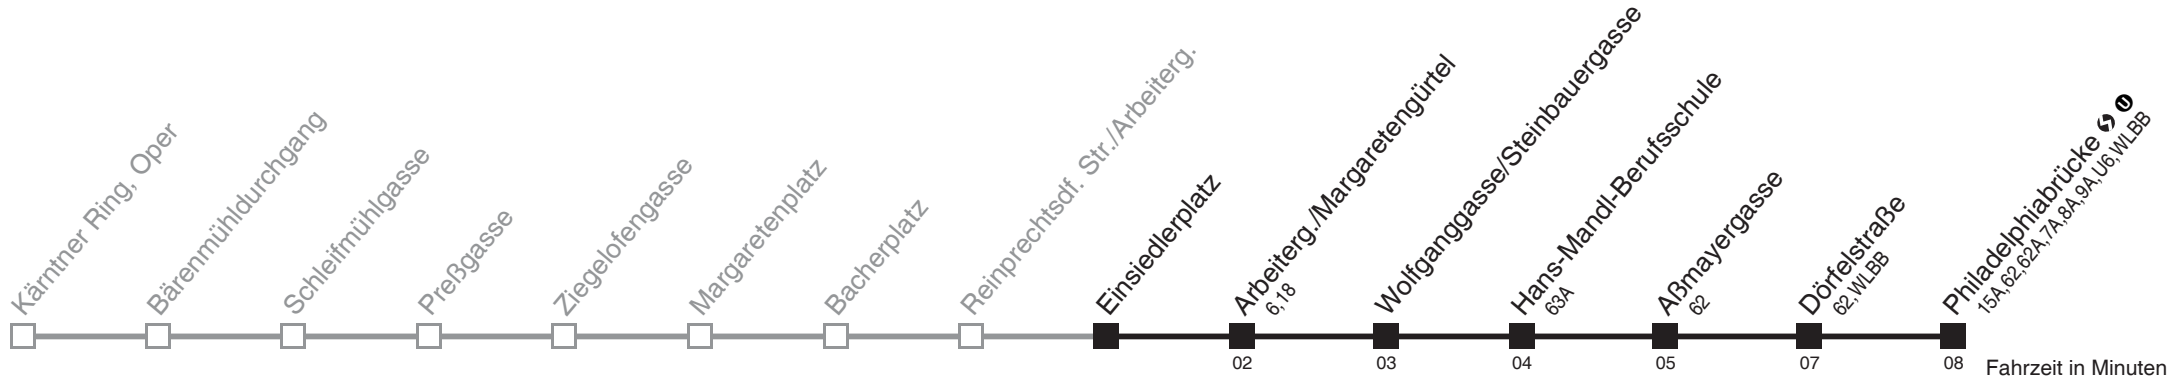 Kärntner Ring, Oper
Bärenmühldurchgang
Schleifmühlgasse
Preßgasse
Ziegelofengasse
Margaretenplatz
Bacherplatz
Reinprechtsdf. Str./Arbeiterg.
Einsiedlerplatz
Arbeiterg./Margaretengürtel
6,18
Wolfganggasse/Steinbauergasse
Hans-Mandl-Berufsschule
63A
Aßmayergasse
62
Dörfelstraße
62,WLBB
Philadelphiabrücke S U
15A,62,62A,7A,8A,9A,U6,WLBB
02 03 04 05 07 08 Fahrzeit in Minuten